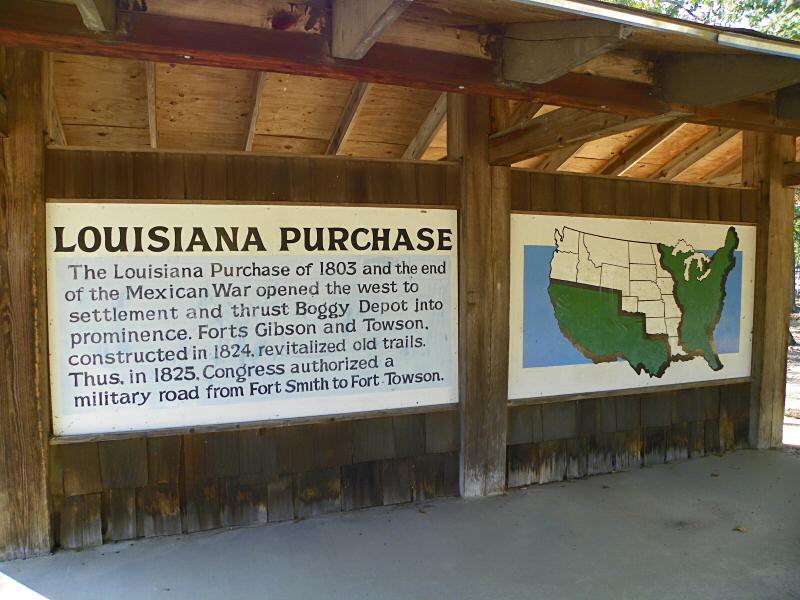 LOUISIANA PURCHASE
The Louisiana Purchase of 1803 and the end
of the Mexican War opened the west to
settlement and thrust Boggy Depot into
prominence. Forts Gibson and Towson,
constructed in 1824, revitalized old trails.
Thus, in 1825, Congress authorized a
military road from Fort Smith to Fort Towson.